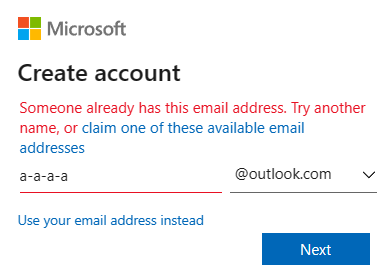 Microsoft
Create account
Someone already has this email address. Try another
name, or claim one of these available email
addresses
a-a-a-a
@outlook.com
Use your email address instead
Next